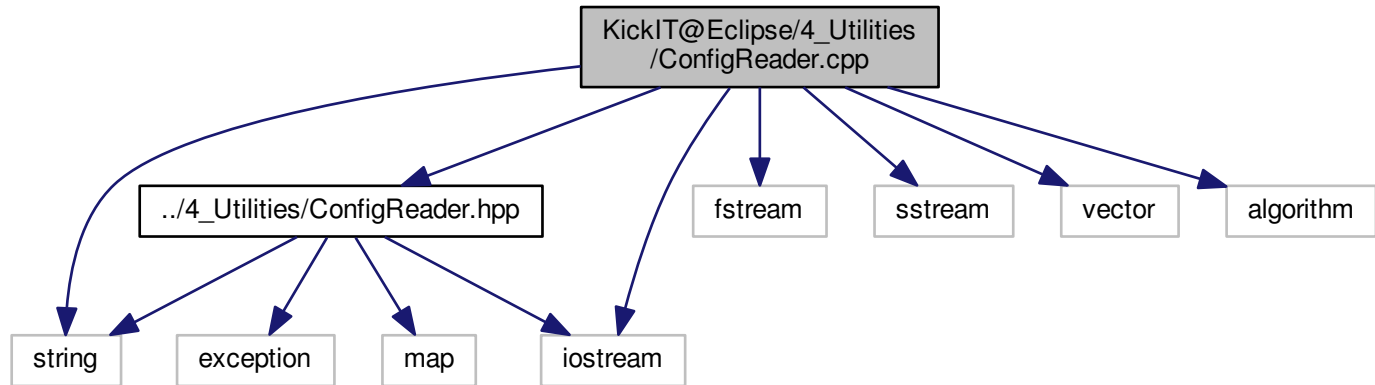 KickIT@Eclipse/4_Utilities
/ConfigReader.cpp
../4_Utilities/ConfigReader.hpp
fstream
sstream
vector
algorithm
string
exception
map
iostream